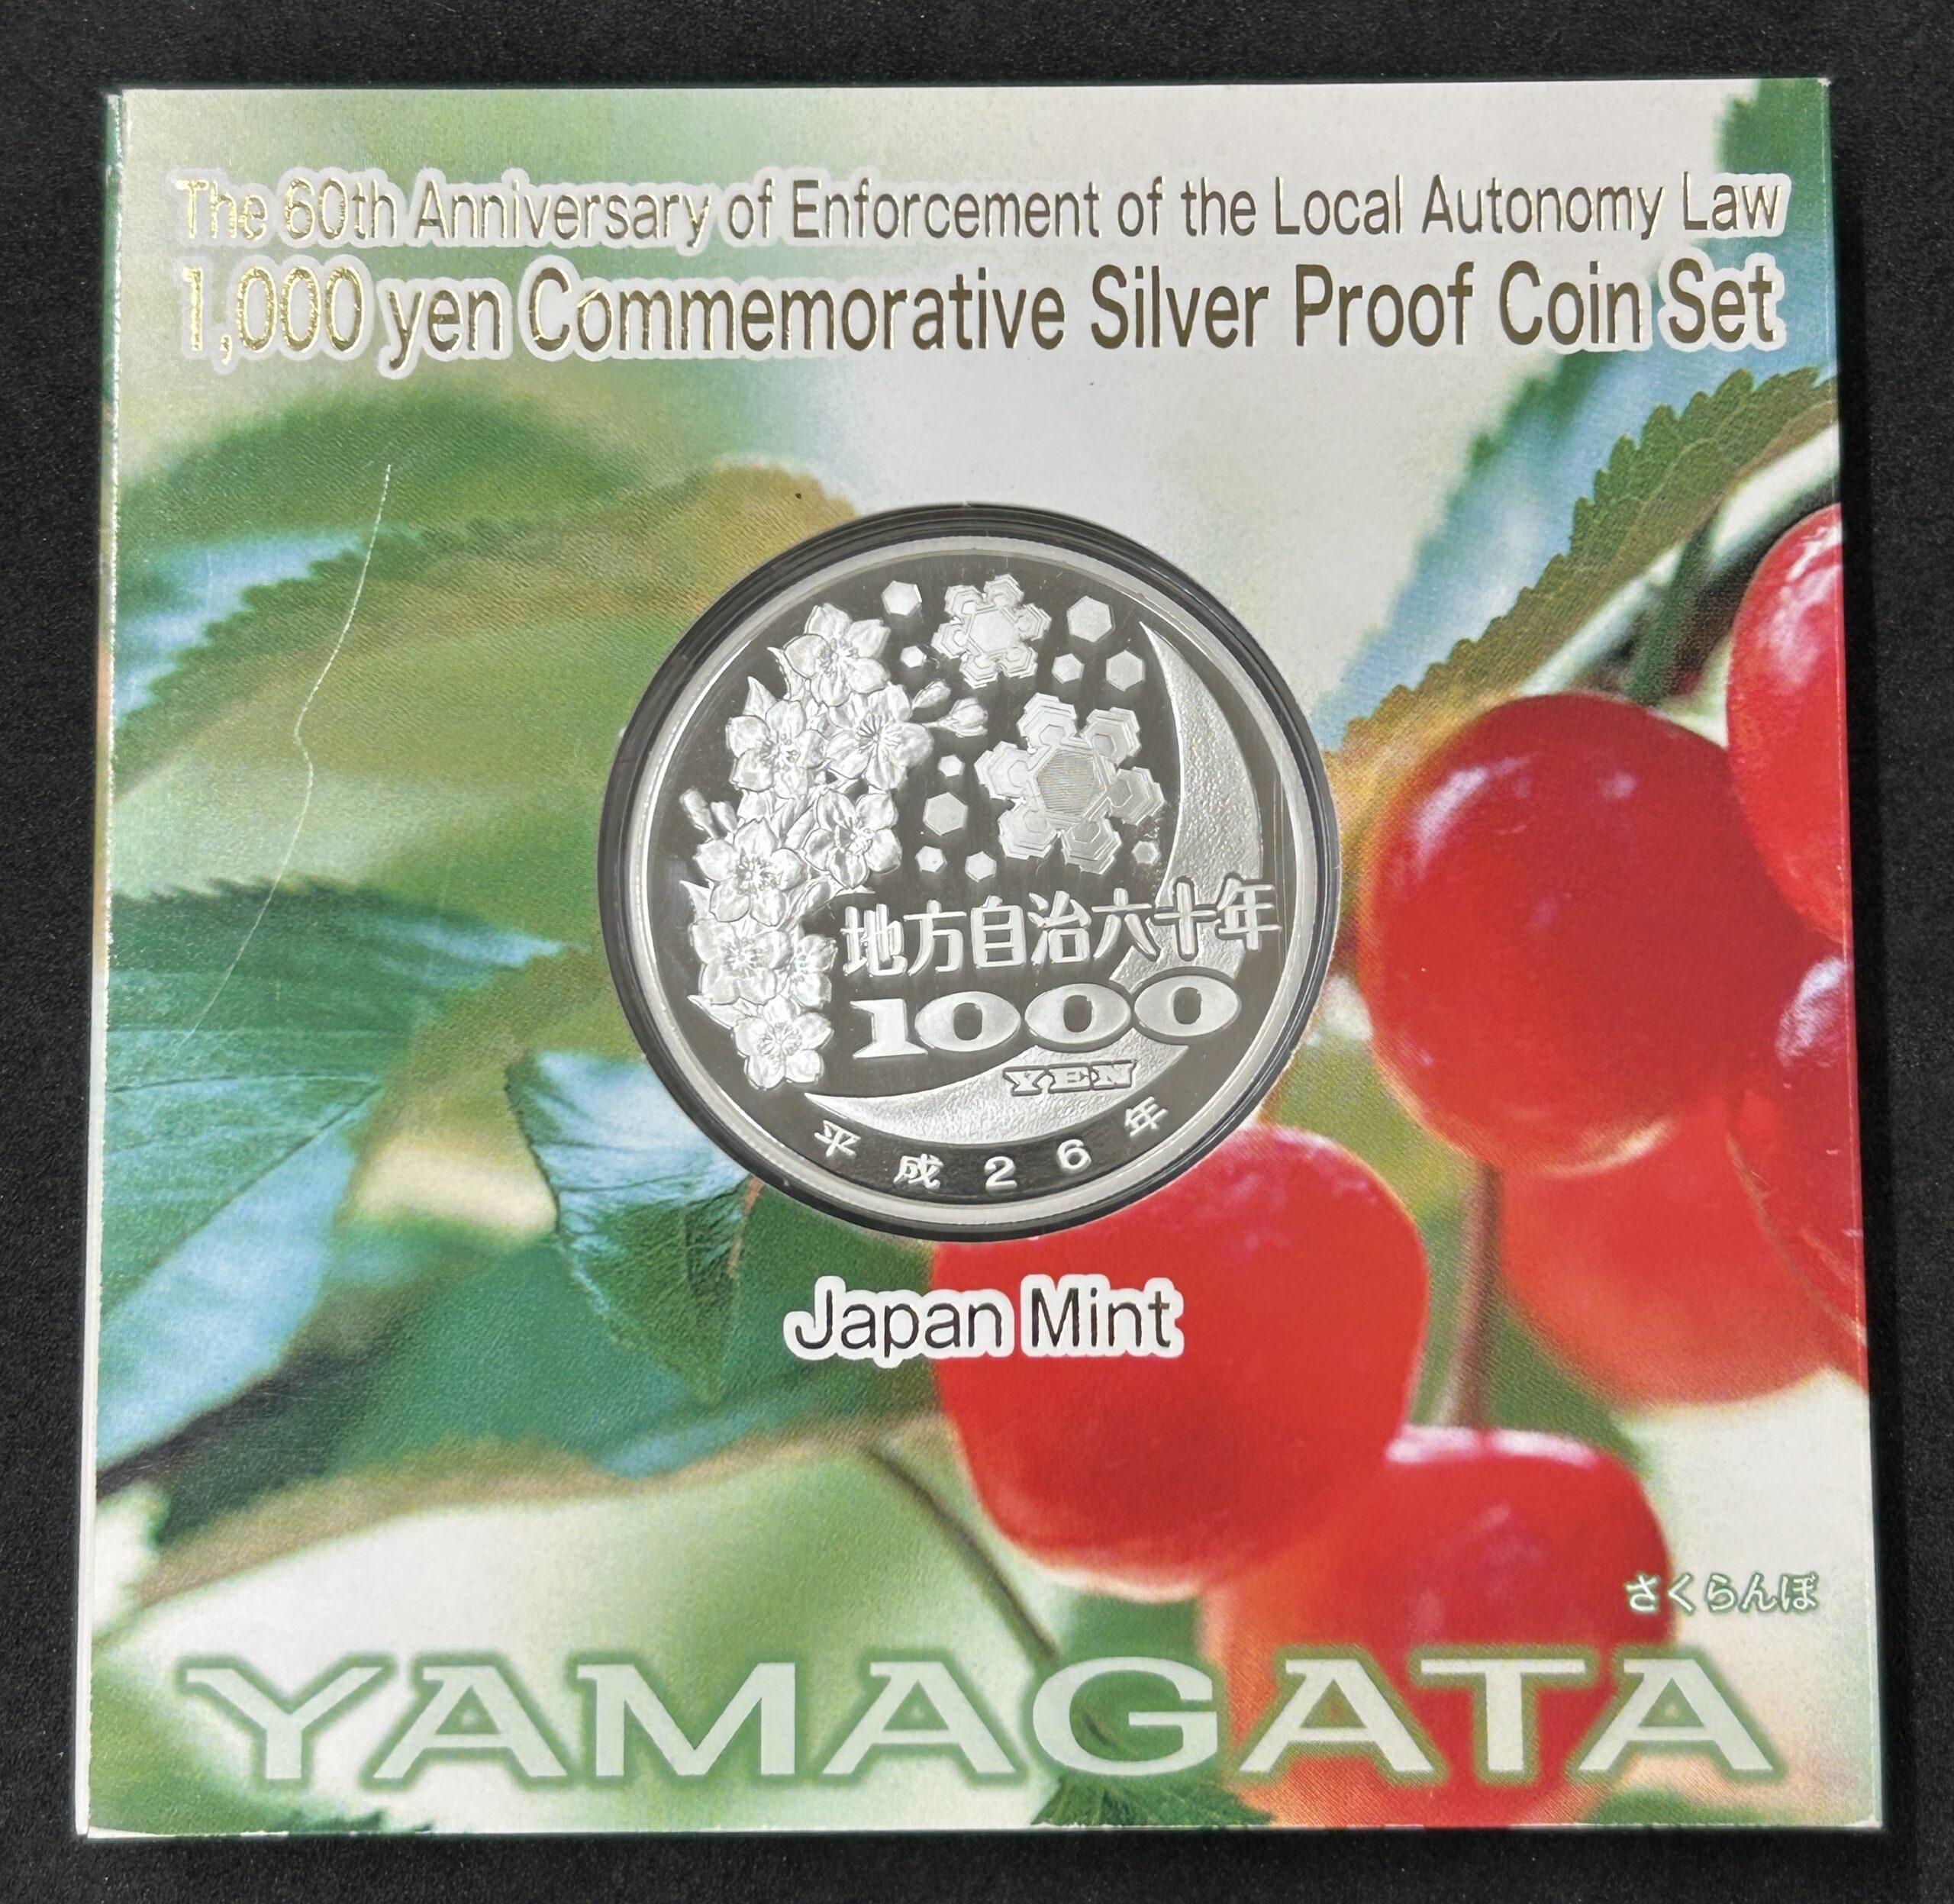 The 60th Anniversary of Enforcement of the Local Autonomy Law
1,000 yen Commemorative Silver Proof Coin Set
地方自治六十年
1000
YEN
平成26年
Japan Mint
さくらんぼ
YAMAGATA